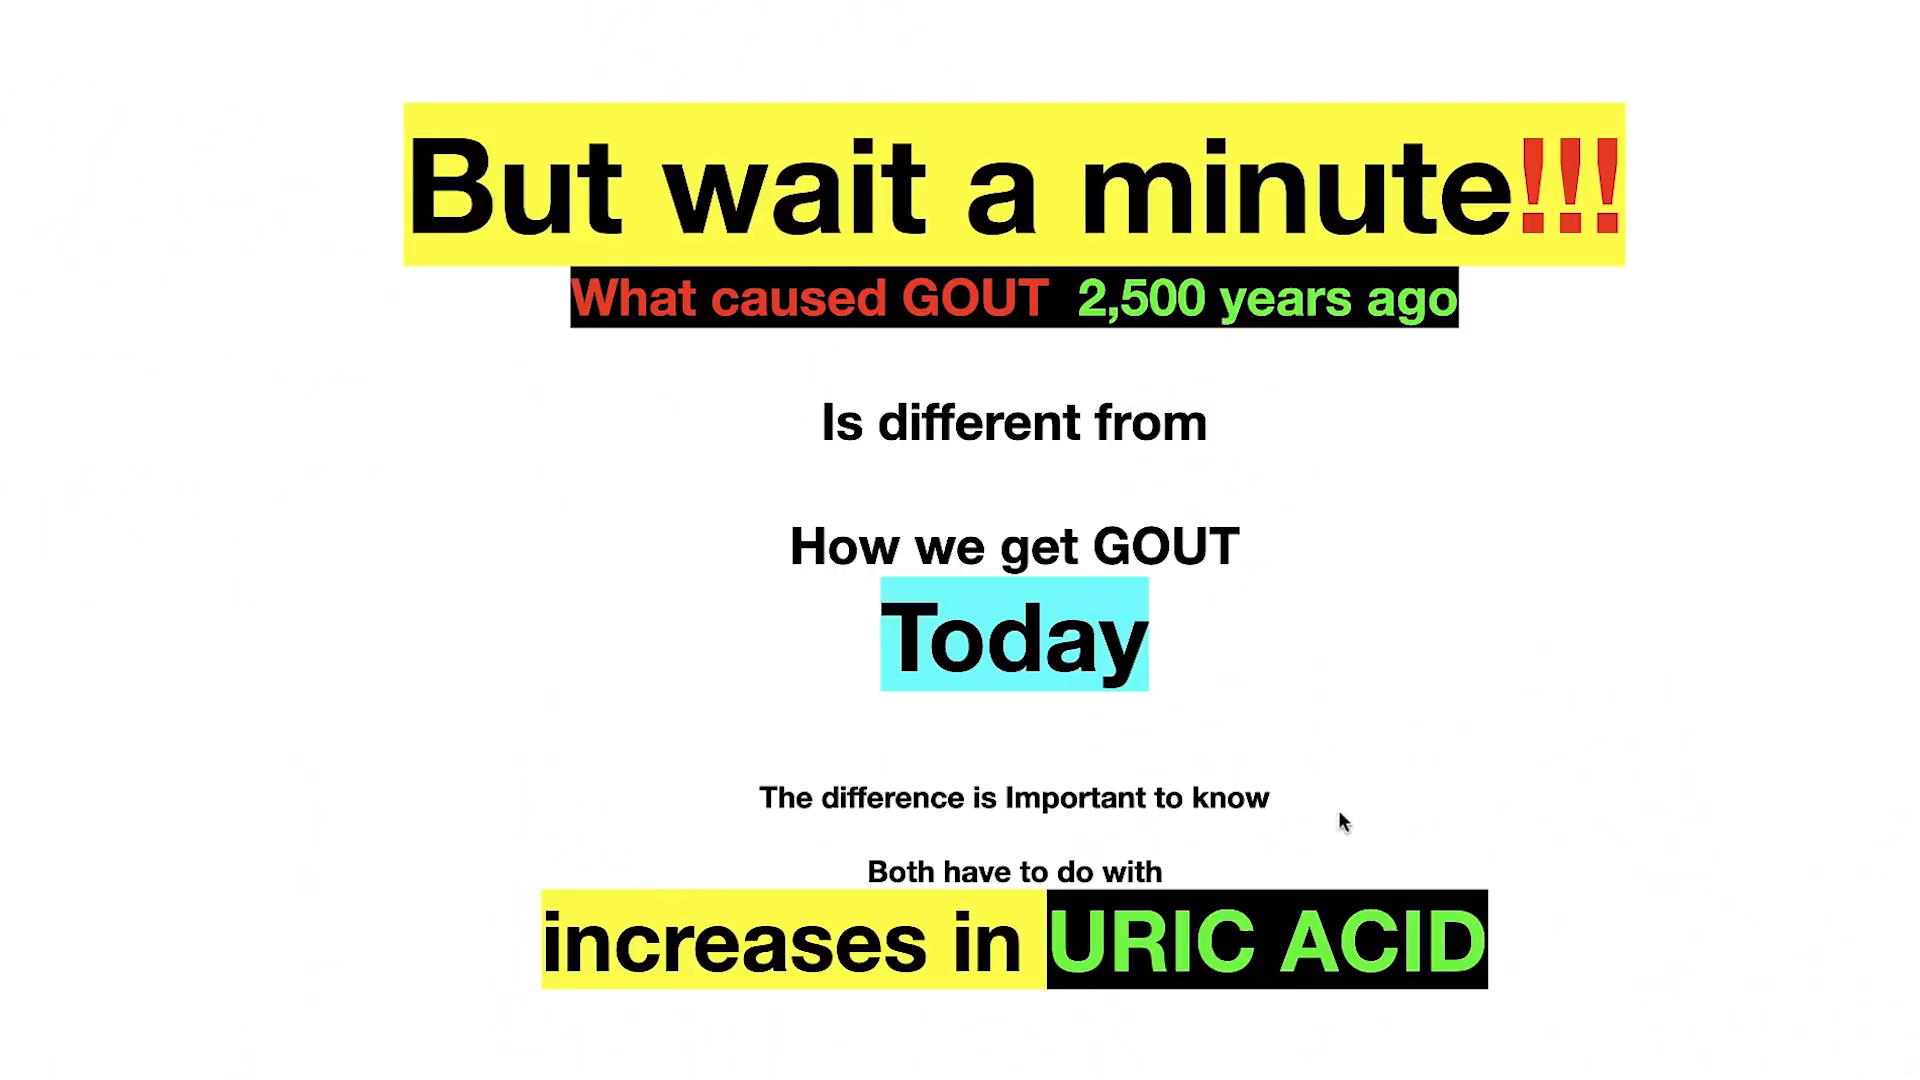 But wait a minute!!!
What caused GOUT 2,500 years ago
Is different from
How we get GOUT
Today
The difference is Important to know
Both have to do with
increases in URIC ACID